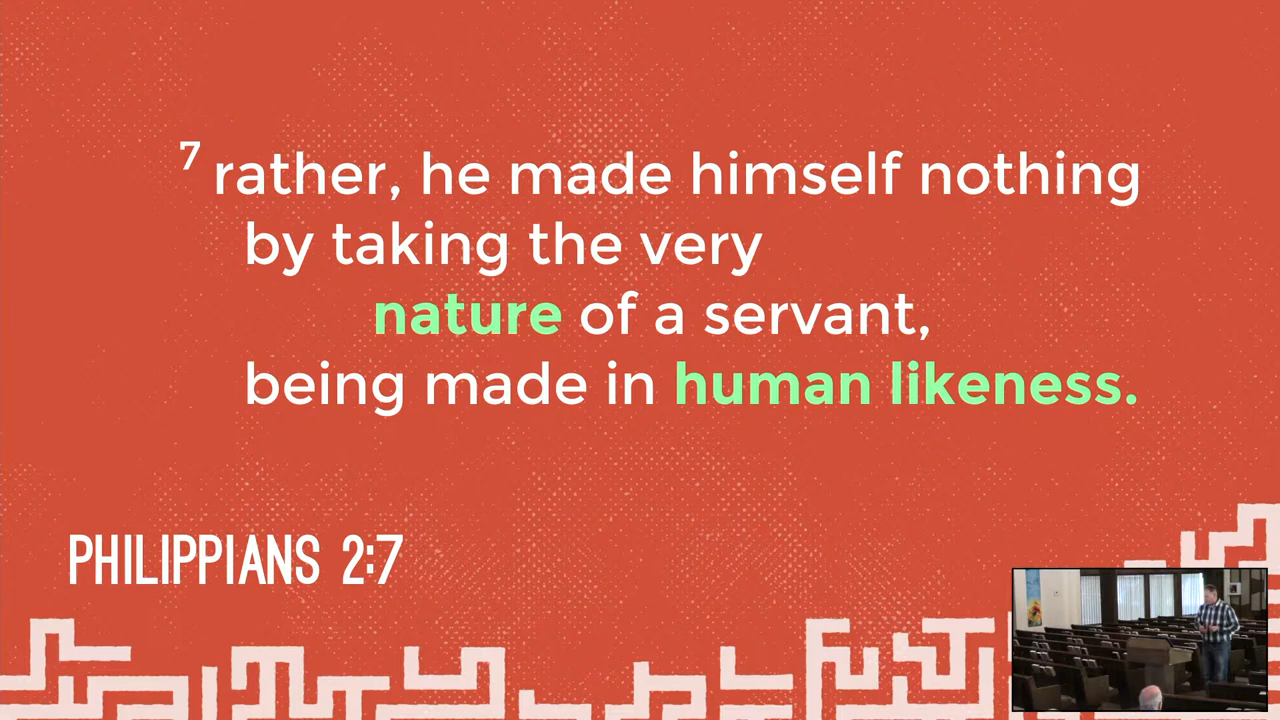 7 rather, he made himself nothing
by taking the very
nature of a servant,
being made in human likeness.
PHILIPPIANS 2:7